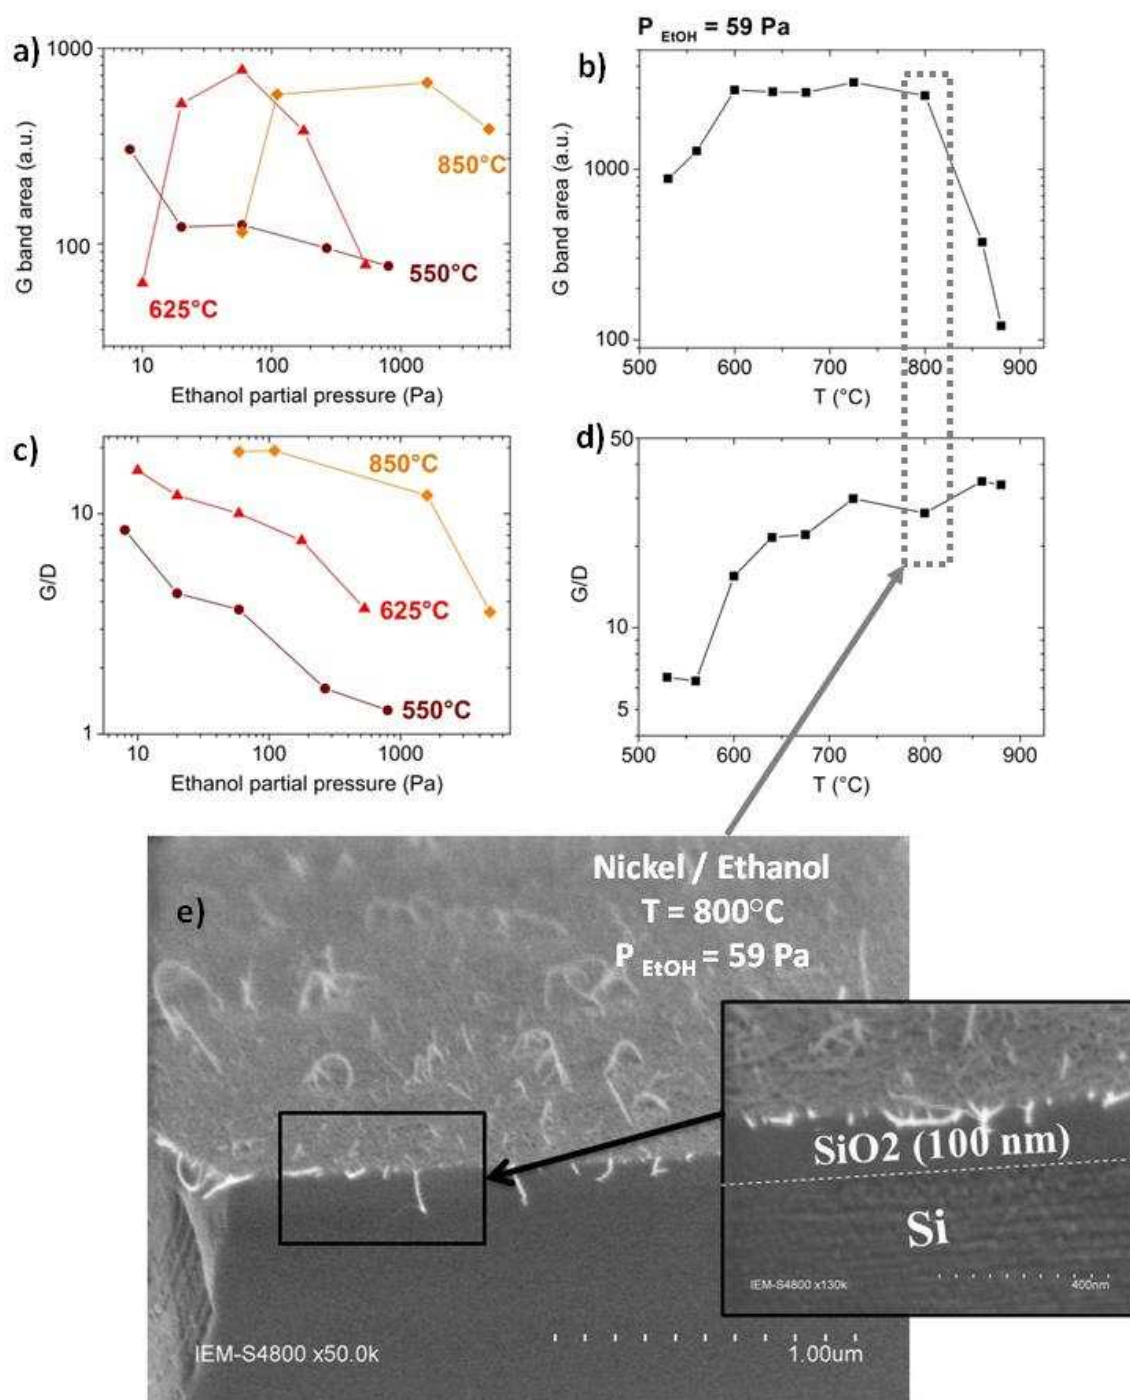 P EtOH = 59 Pa
a)
1000
100
G band area (a.u.)
850°C
550°C
625°C
10 100 1000
Ethanol partial pressure (Pa)
b)
1000
100
G band area (a.u.)
500 600 700 800 900
T (°C)
c)
10
1
G/D
850°C
625°C
550°C
10 100 1000
Ethanol partial pressure (Pa)
d)
50
10
5
G/D
500 600 700 800 900
T (°C)
e)
Nickel / Ethanol
T = 800°C
P EtOH = 59 Pa
SiO2 (100 nm)
Si
IEM-S4800 x130k 400nm
IEM-S4800 x50.0k 1.00um